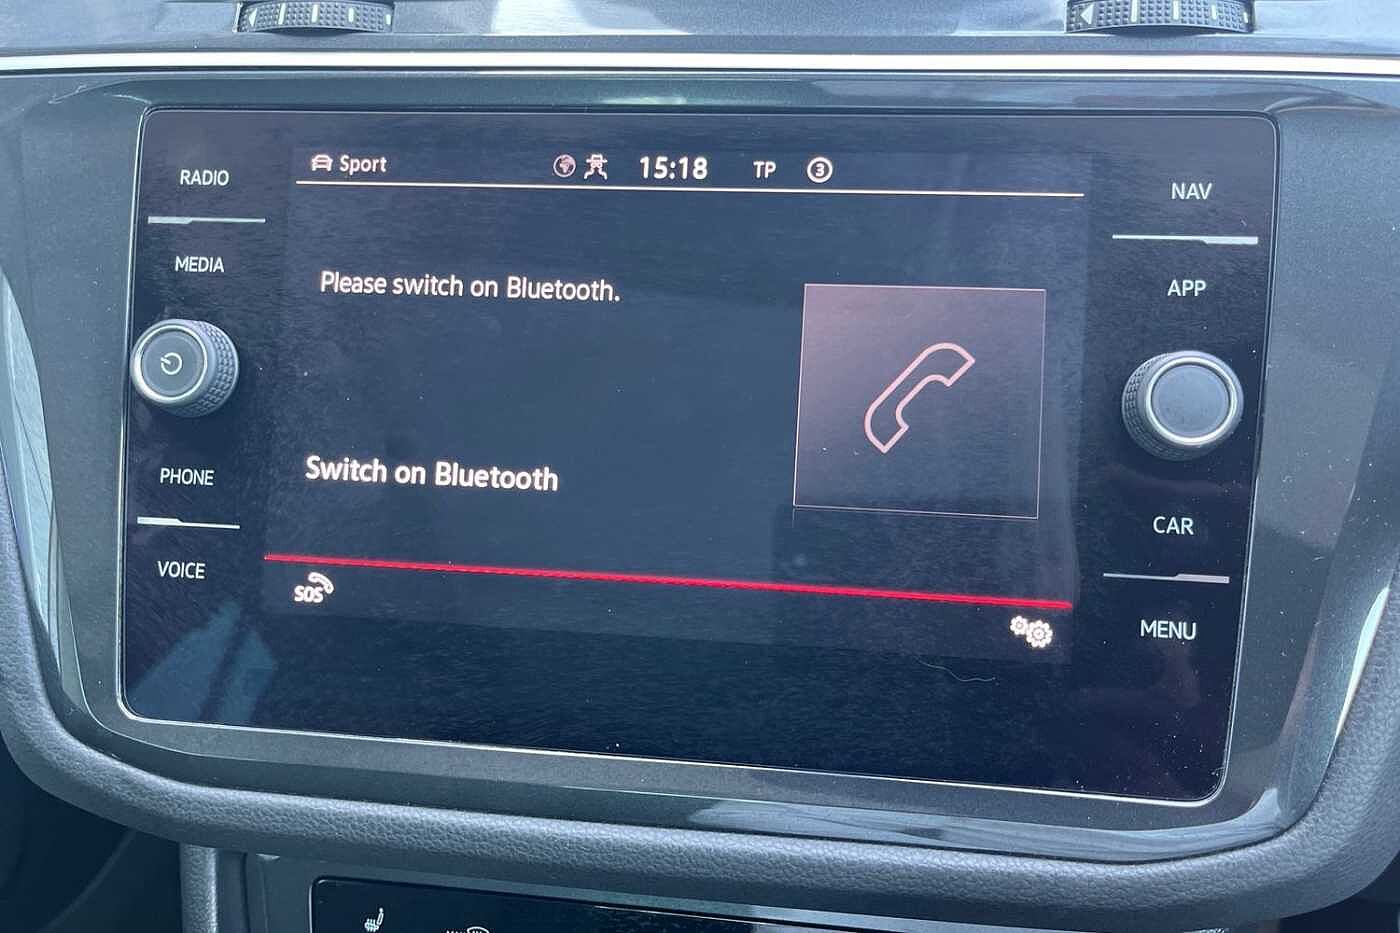 Sport
15:18
TP
3
RADIO
MEDIA
PHONE
VOICE
Please switch on Bluetooth.
Switch on Bluetooth
SOS
NAV
APP
CAR
MENU